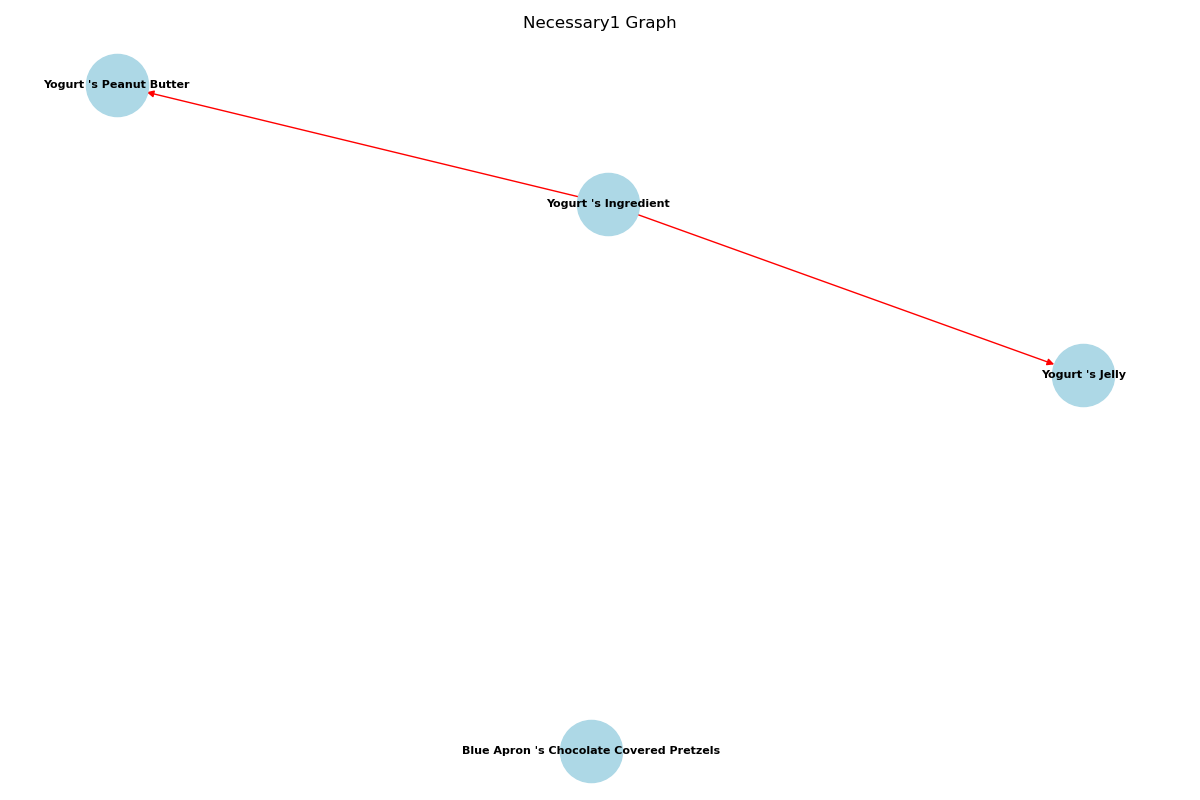 Necessary1 Graph
Yogurt 's Peanut Butter
Yogurt 's Ingredient
Yogurt 's Jelly
Blue Apron 's Chocolate Covered Pretzels